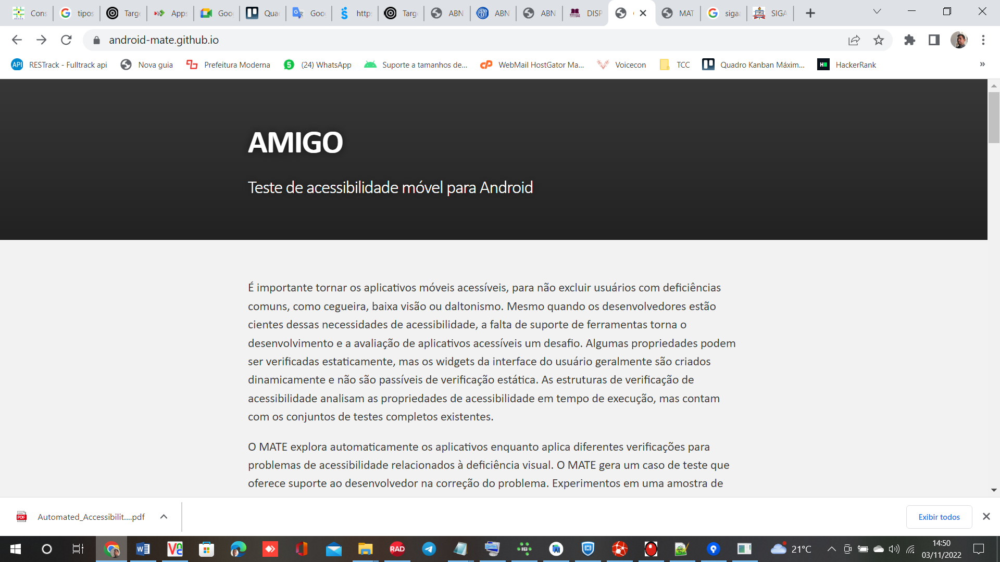 Cons
tipos
Targe
Apps
Goo
Qua
Goo
http
Targ
ABN
ABN
ABN
DISP
MAT
siga
SIGA
android-mate.github.io
API RESTrack - Fulltrack api
Nova guia
Prefeitura Moderna
5 (24) WhatsApp
Suporte a tamanhos de...
cP WebMail HostGator Ma...
Voicecon
TCC
Quadro Kanban Máxim...
H HackerRank
»
AMIGO
Teste de acessibilidade móvel para Android
É importante tornar os aplicativos móveis acessíveis, para não excluir usuários com deficiências
comuns, como cegueira, baixa visão ou daltonismo. Mesmo quando os desenvolvedores estão
cientes dessas necessidades de acessibilidade, a falta de suporte de ferramentas torna o
desenvolvimento e a avaliação de aplicativos acessíveis um desafio. Algumas propriedades podem
ser verificadas estaticamente, mas os widgets da interface do usuário geralmente são criados
dinamicamente e não são passíveis de verificação estática. As estruturas de verificação de
acessibilidade analisam as propriedades de acessibilidade em tempo de execução, mas contam
com os conjuntos de testes completos existentes.
O MATE explora automaticamente os aplicativos enquanto aplica diferentes verificações para
problemas de acessibilidade relacionados à deficiência visual. O MATE gera um caso de teste que
oferece suporte ao desenvolvedor na correção do problema. Experimentos em uma amostra de
PDF Automated_Accessibilit....pdf
Exibir todos
RAD
IB
21°C
14:50
03/11/2022